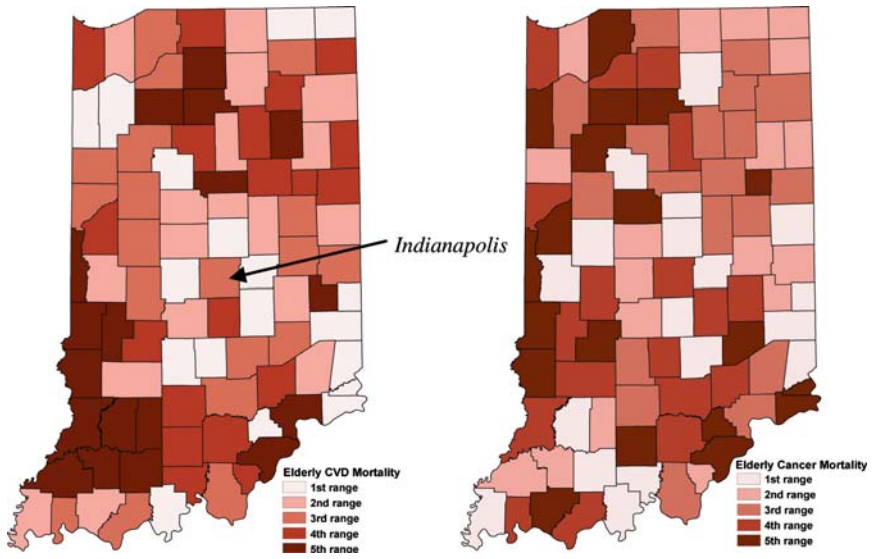 Indianapolis
Elderly CVD Mortality
1st range
2nd range
3rd range
4th range
5th range
Elderly Cancer Mortality
1st range
2nd range
3rd range
4th range
5th range